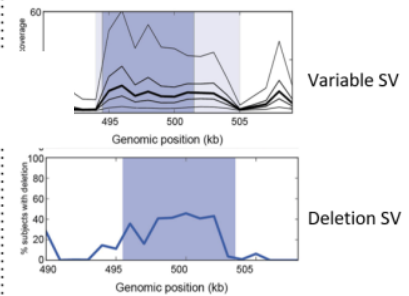 60
coverage
495 500 505
Genomic position (kb)
Variable SV
100
80
60
40
20
0
% subjects with deletion
490 495 500 505
Genomic position (kb)
Deletion SV